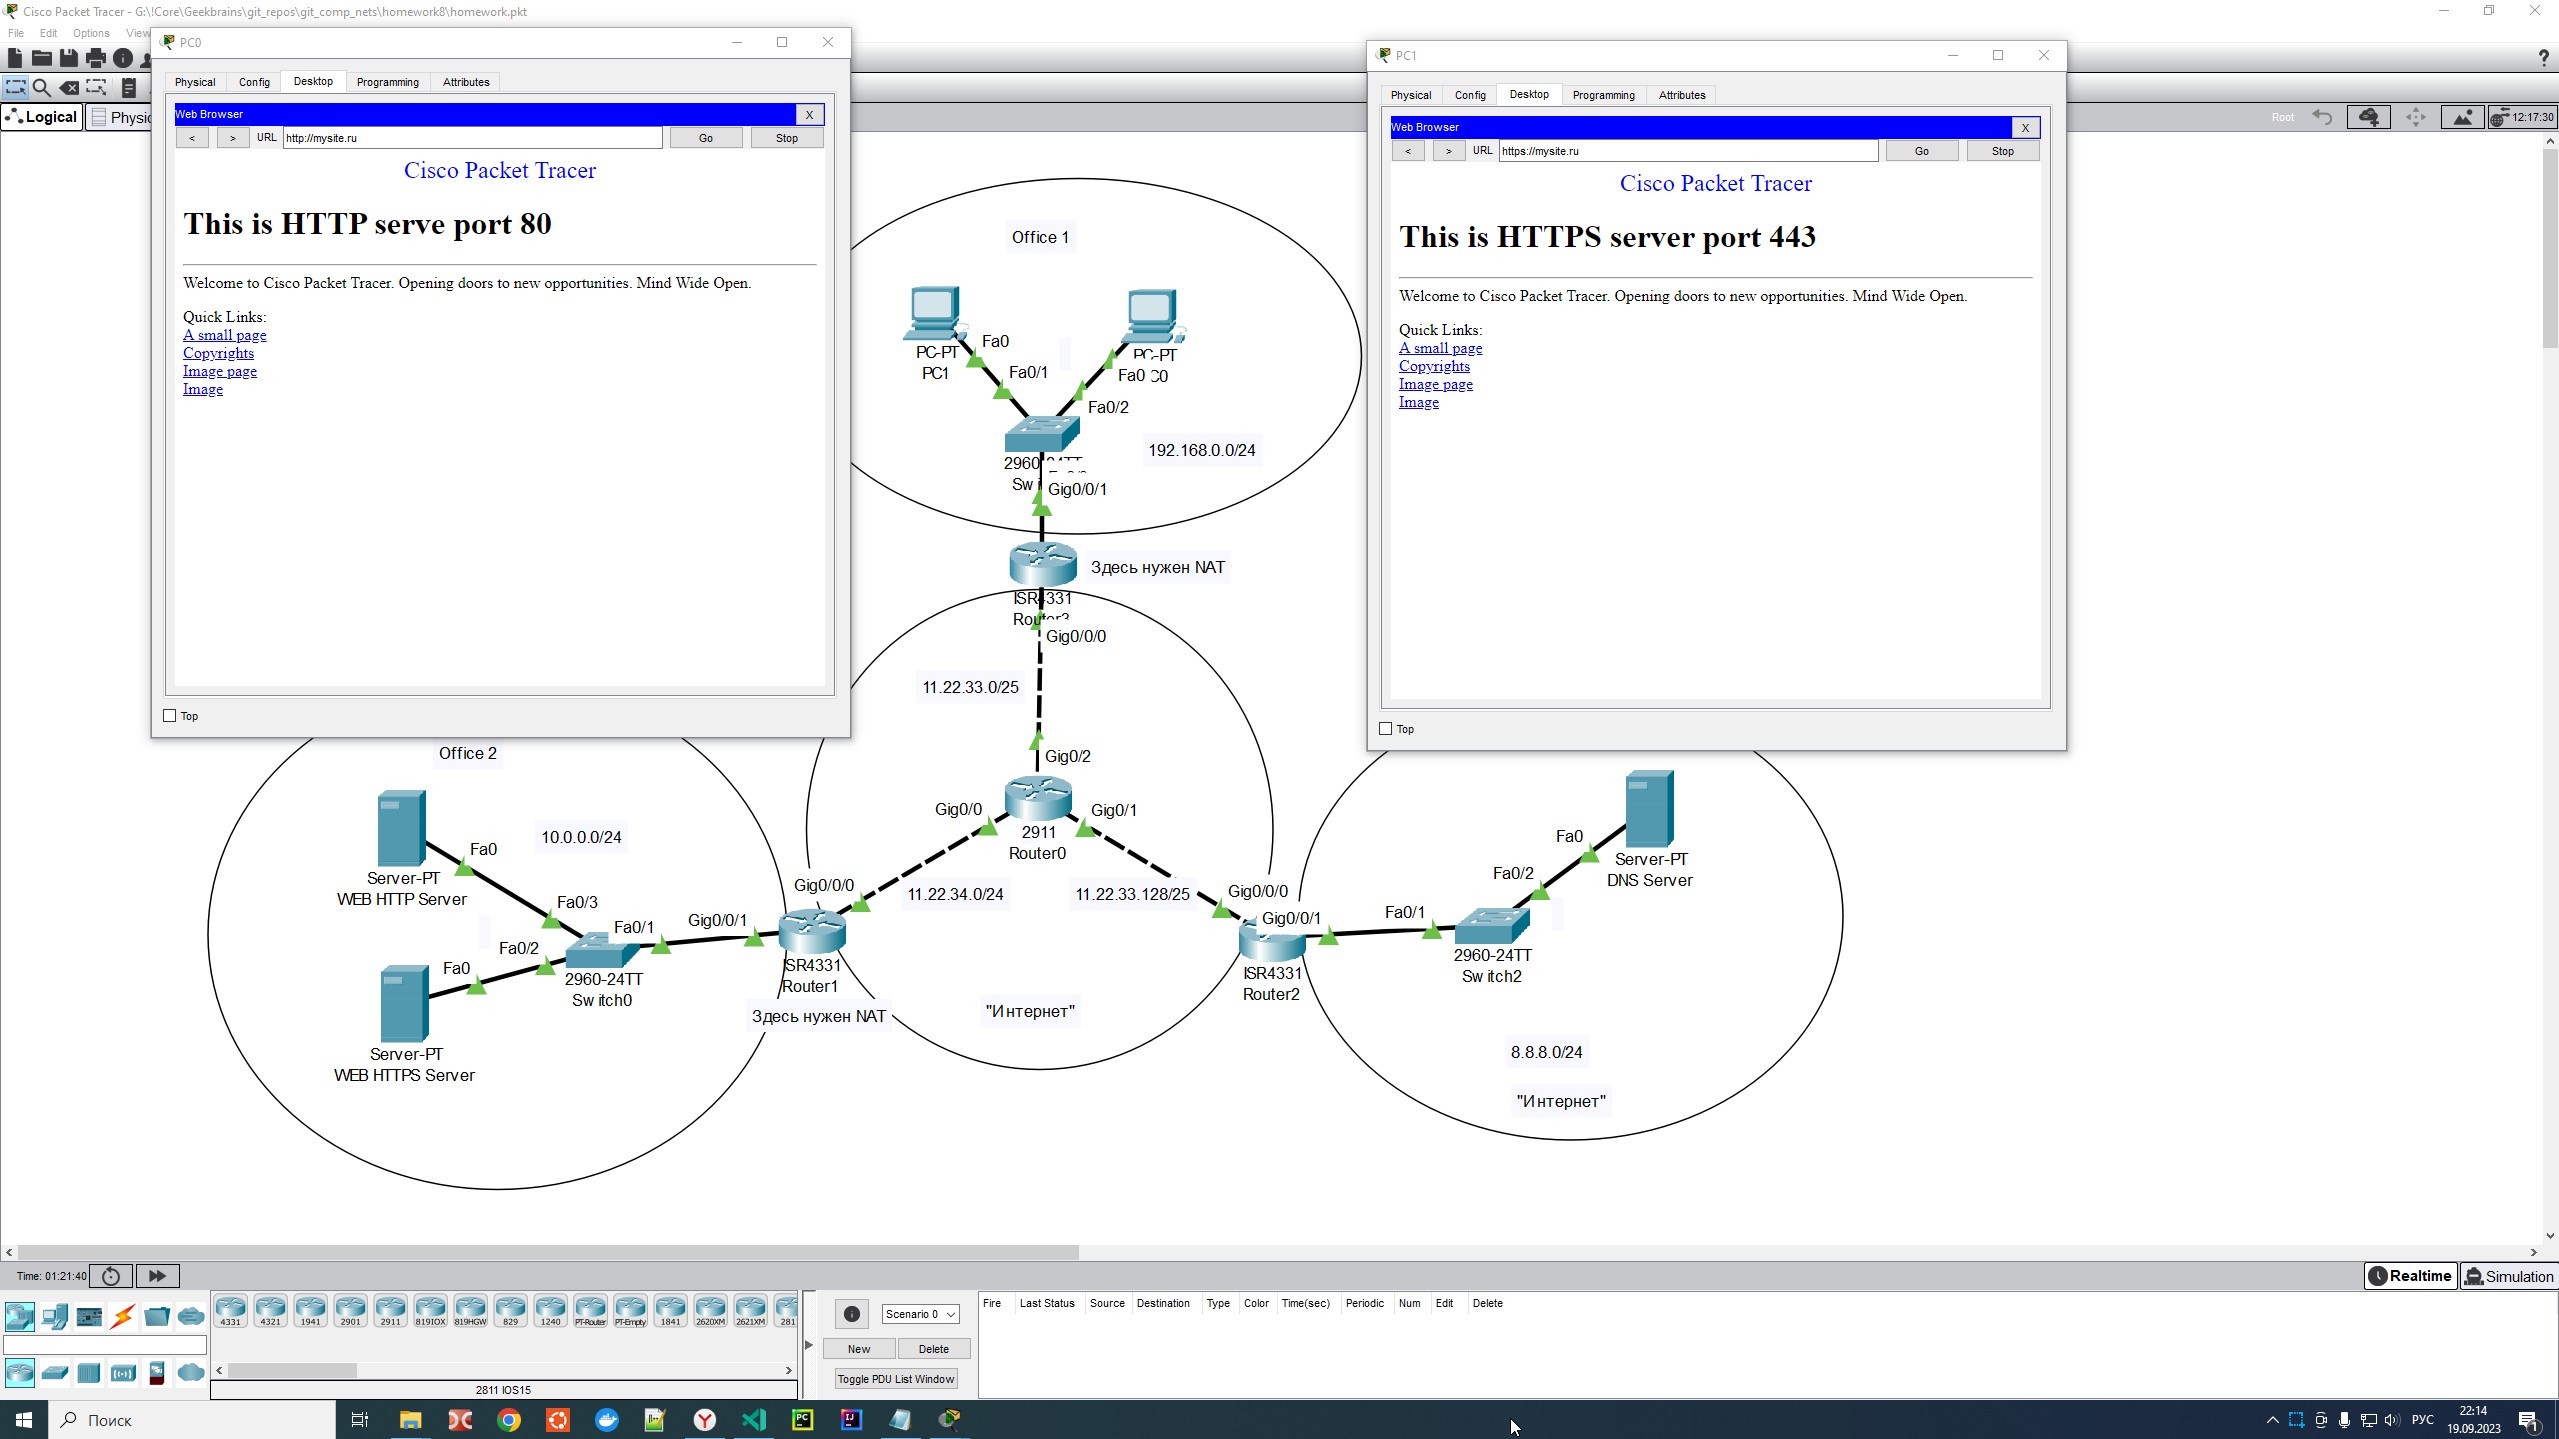 Cisco Packet Tracer - G:\!Core\Geekbrains\git_repos\git_comp_nets\homework8\homework.pkt
File Edit Options View
Logical
Root
12:17:30
PC0
Physical Config Desktop Programming Attributes
Web Browser X
< > URL http://mysite.ru Go Stop
Cisco Packet Tracer
This is HTTP serve port 80
Welcome to Cisco Packet Tracer. Opening doors to new opportunities. Mind Wide Open.
Quick Links:
A small page
Copyrights
Image page
Image
Top
PC1
Physical Config Desktop Programming Attributes
Web Browser X
< > URL https://mysite.ru Go Stop
Cisco Packet Tracer
This is HTTPS server port 443
Welcome to Cisco Packet Tracer. Opening doors to new opportunities. Mind Wide Open.
Quick Links:
A small page
Copyrights
Image page
Image
Top
Office 1
Fa0
PC-PT
PC1
Fa0/1
PC-PT
Fa0
Fa0/2
192.168.0.0/24
Gig0/0/1
Здесь нужен NAT
ISR4331
Gig0/0/0
11.22.33.0/25
Gig0/2
Gig0/0
Gig0/1
2911
Router0
Gig0/0/0
11.22.34.0/24
11.22.33.128/25
Gig0/0/0
Gig0/0/1
ISR4331
Router1
Здесь нужен NAT
"Интернет"
ISR4331
Router2
Office 2
10.0.0.0/24
Fa0
Server-PT
WEB HTTP Server
Fa0/3
Fa0/1
Gig0/0/1
Fa0/2
Fa0
2960-24TT
Switch0
Server-PT
WEB HTTPS Server
Fa0
Server-PT
DNS Server
Fa0/2
Fa0/1
2960-24TT
Switch2
8.8.8.0/24
"Интернет"
Time: 01:21:40
Realtime
Simulation
4331 4321 1941 2901 2911 819IOX 819HGW 829 1240 PT-Router PT-Empty 1841 2620XM 2621XM 281
2811 IOS15
Scenario 0
New Delete
Toggle PDU List Window
Fire Last Status Source Destination Type Color Time(sec) Periodic Num Edit Delete
Поиск
РУС
22:14
19.09.2023
1